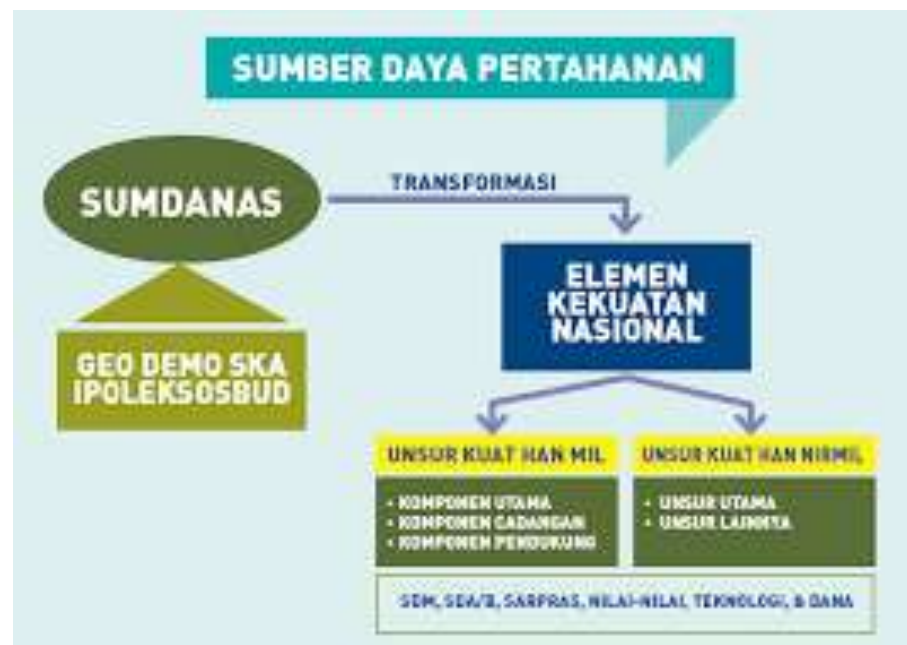 SUMBER DAYA PERTAHANAN
SUMDANAS
TRANSFORMASI
GEO DEMO SKA
IPOLEKSOSBUD
ELEMEN
KEKUATAN
NASIONAL
UNSUR KUAT HAN MIL
• KOMPONEN UTAMA
• KOMPONEN CADANGAN
• KOMPONEN PENDUKUNG
UNSUR KUAT HAN NIRMIL
• UNSUR UTAMA
• UNSUR LAINNYA
SDM, SDA/B, SARPRAS, NILAI-NILAI, TEKNOLOGI, & DANA